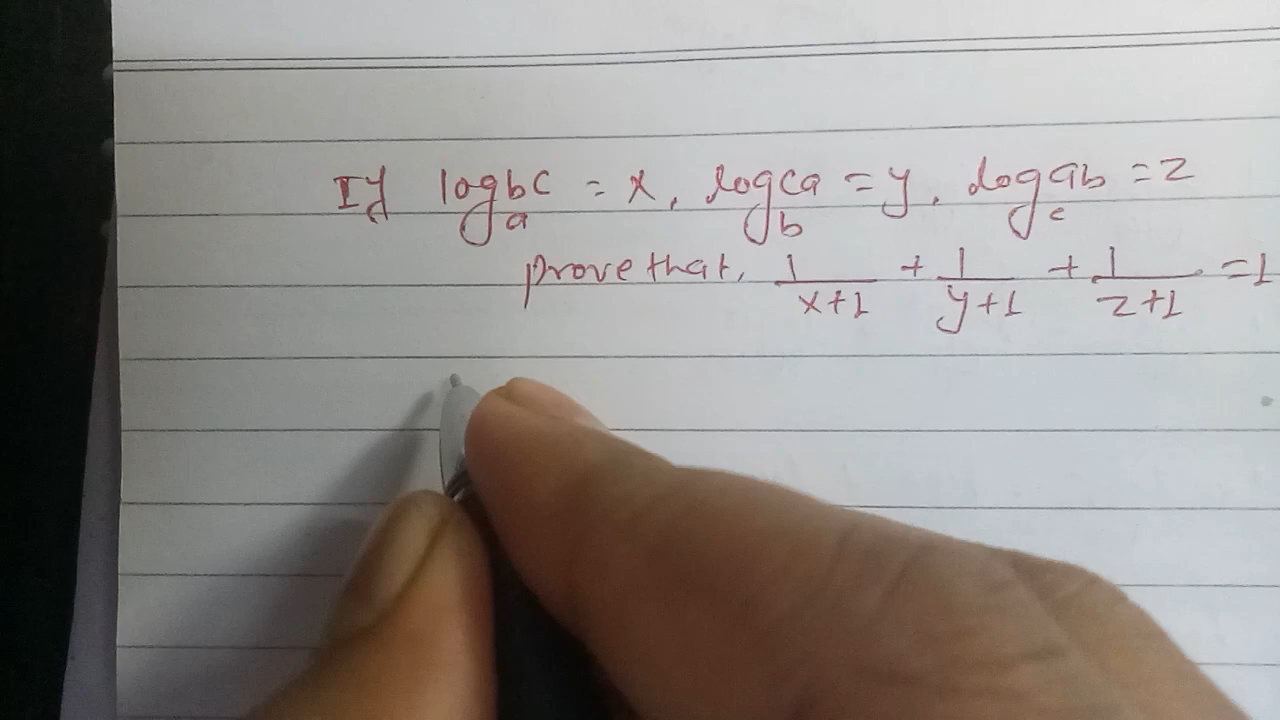 If log_a bc = x, log_b ca = y, log_c ab = z
prove that, 1/(x+1) + 1/(y+1) + 1/(z+1) = 1